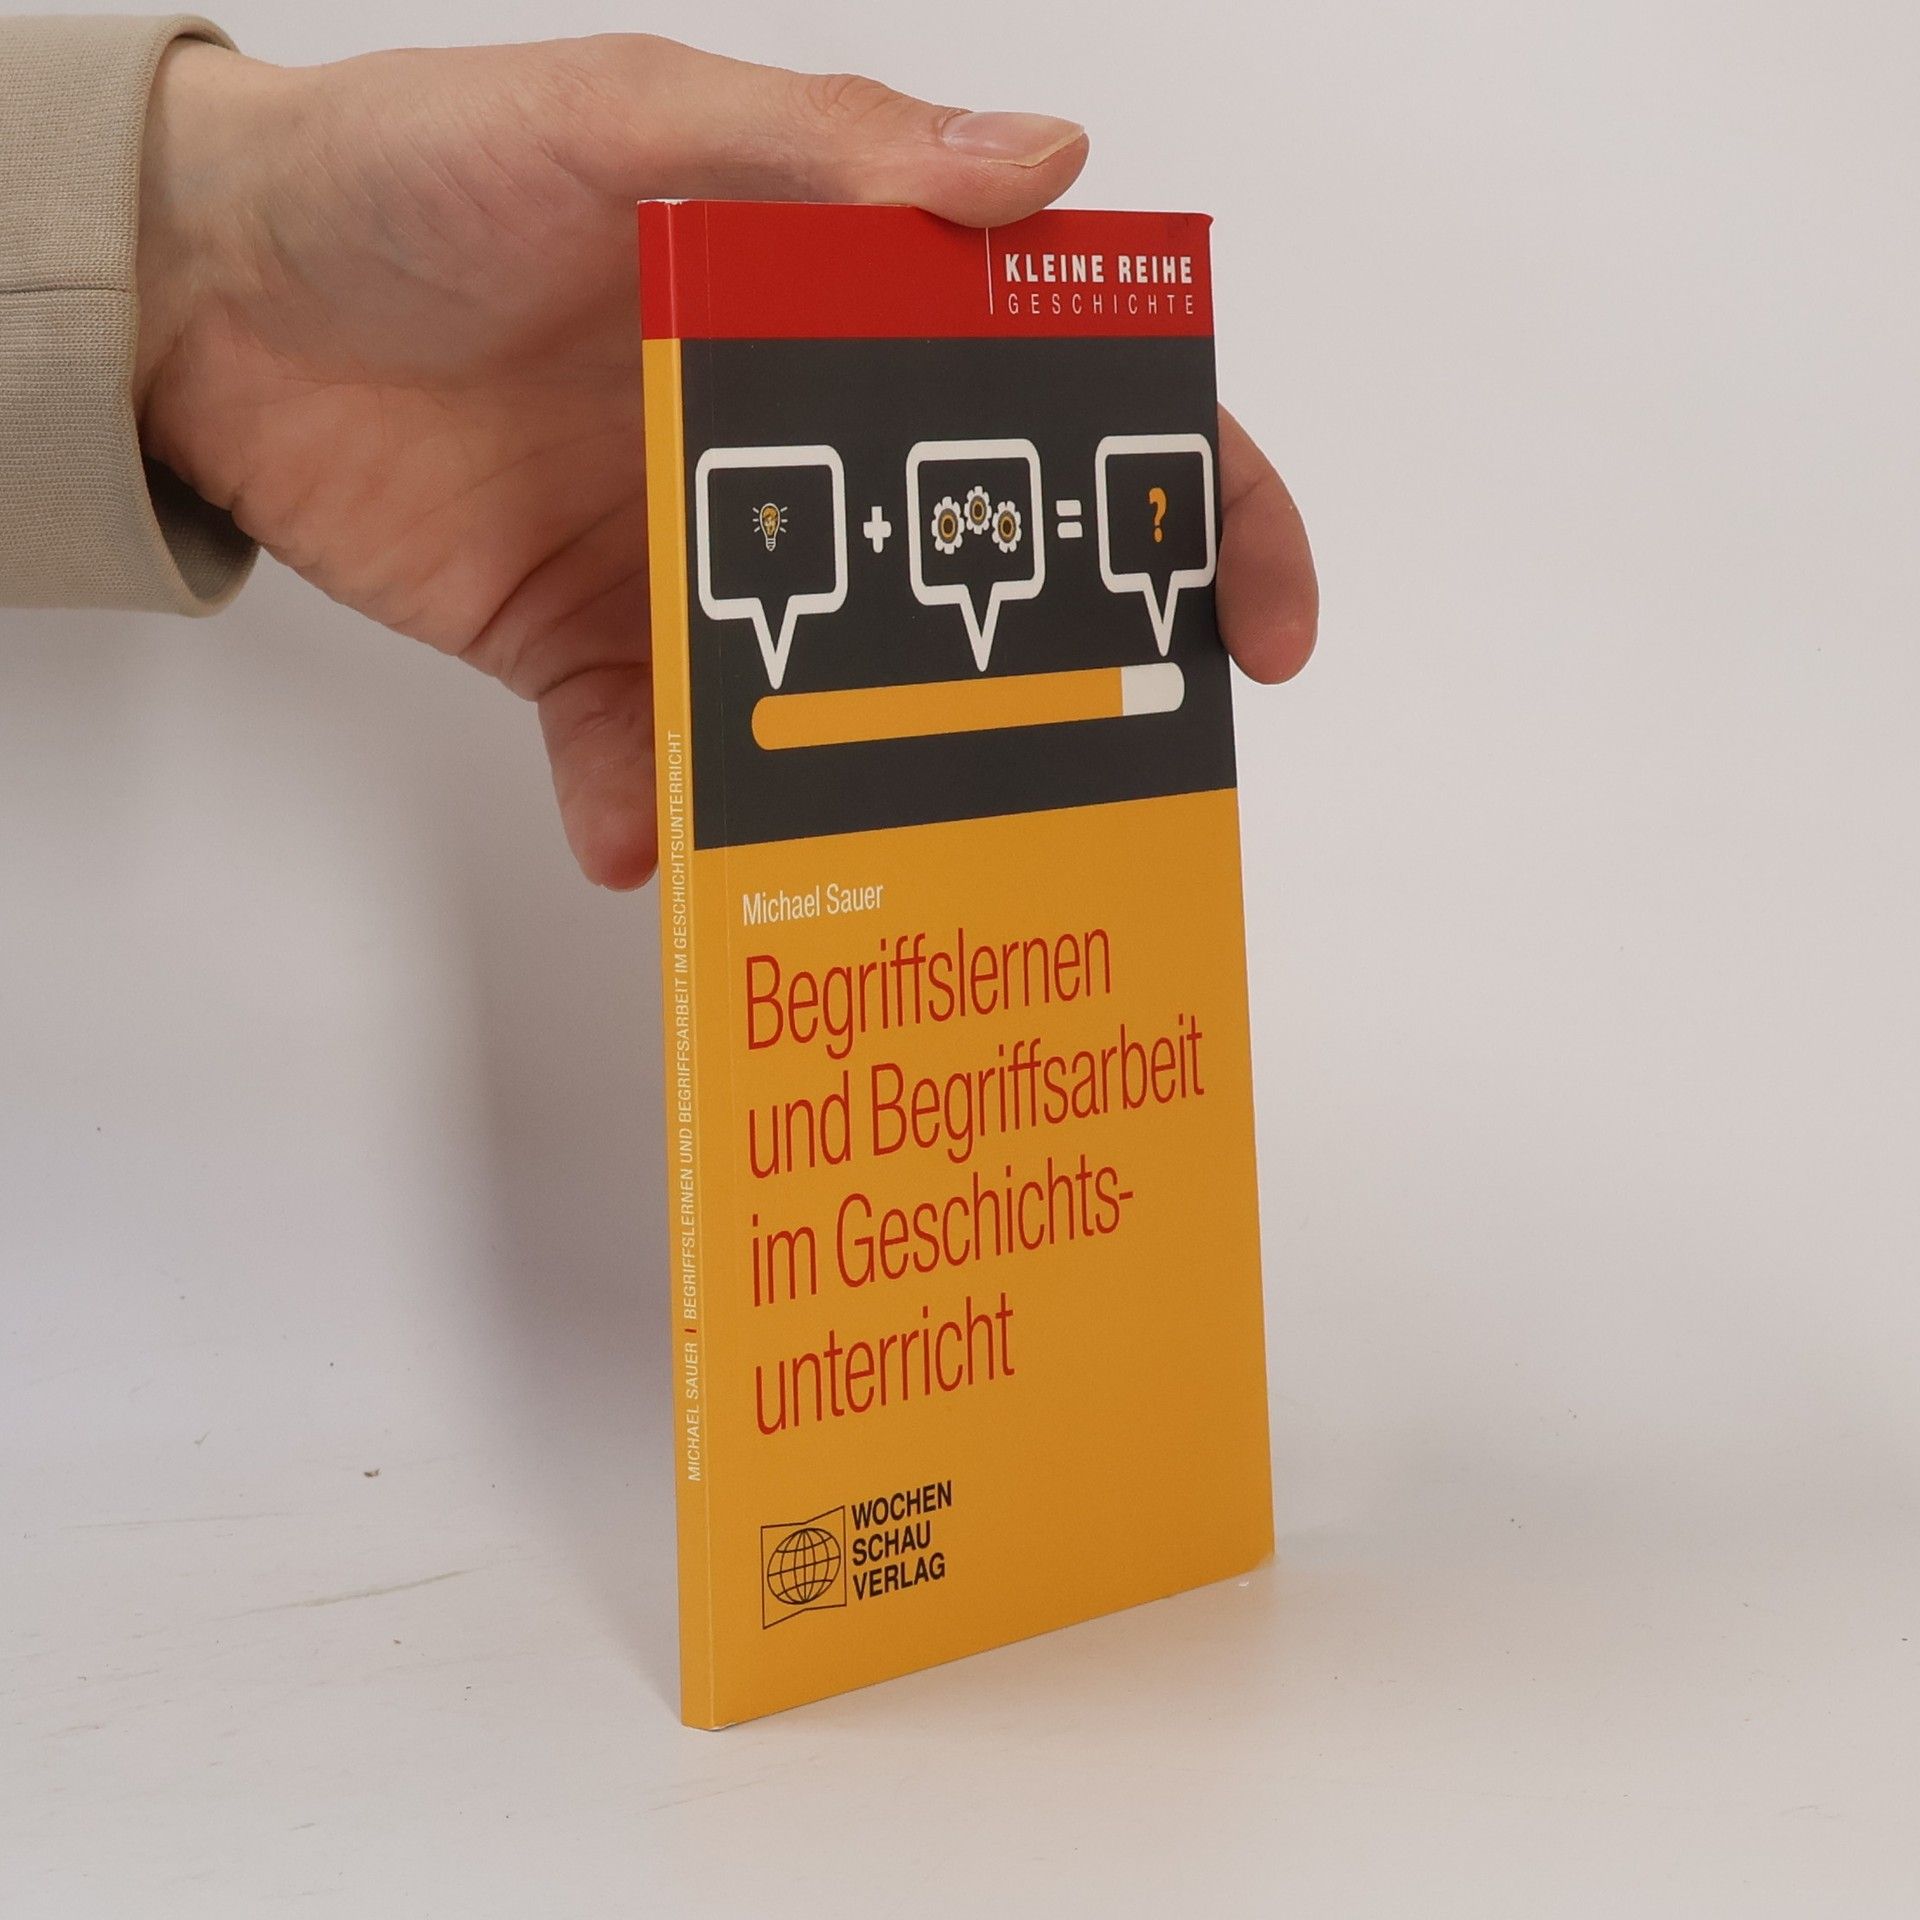 KLEINE REIHE
GESCHICHTE
+
=
?
Michael Sauer
Begriffslernen
und Begriffsarbeit
im Geschichts-
unterricht
WOCHEN
SCHAU
VERLAG
MICHAEL SAUER I BEGRIFFSLERNEN UND BEGRIFFSARBEIT IM GESCHICHTSUNTERRICHT